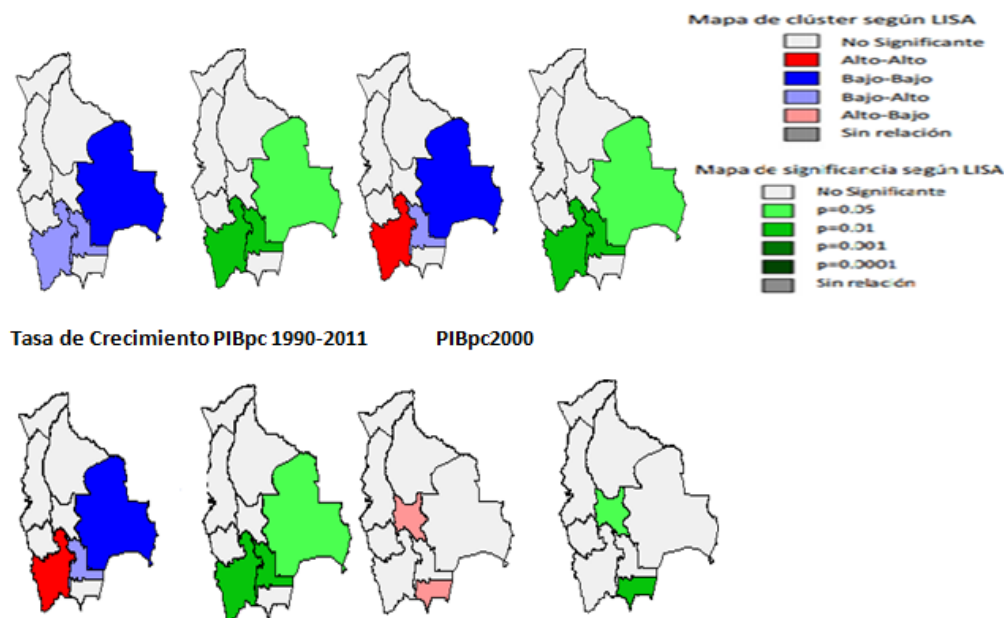 Mapa de clúster según LISA
No Significante
Alto-Alto
Bajo-Bajo
Bajo-Alto
Alto-Bajo
Sin relación
Mapa de significarcia según LISA
No Significante
p=0.05
p=0.01
p=0.001
p=0.0001
Sin relación
Tasa de Crecimiento PIBpc 1990-2011 PIBpc2000